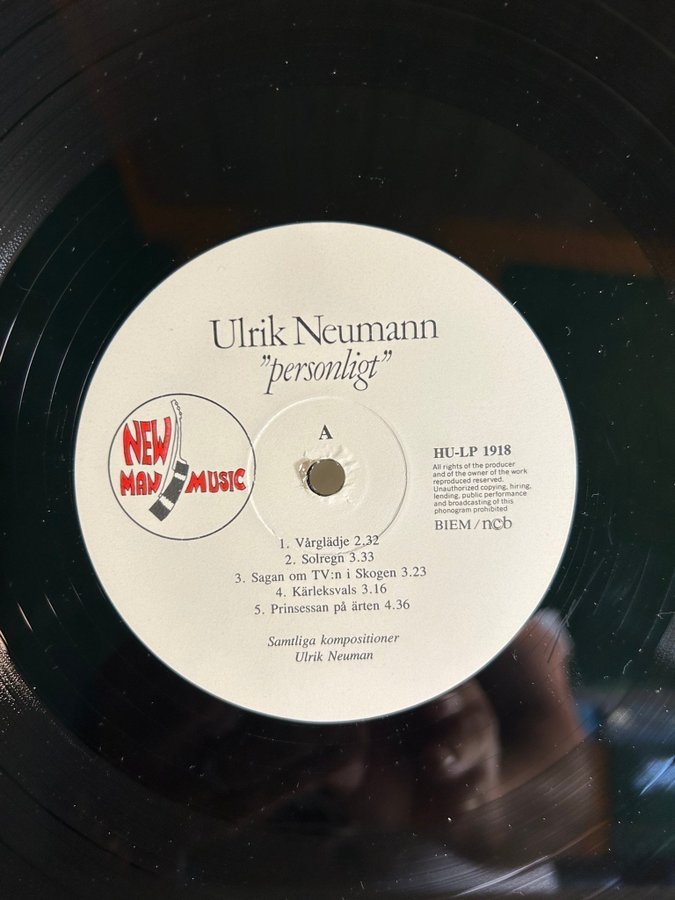 Ulrik Neumann
”personligt”
A
NEW
MAN MUSIC
HU-LP 1918
All rights of the producer
and of the owner of the work
reproduced reserved.
Unauthorized copying, hiring,
lending, public performance
and broadcasting of this
phonogram prohibited
BIEM/ncb
1. Vårglädje 2.32
2. Solregn 3.33
3. Sagan om TV:n i Skogen 3.23
4. Kärleksvals 3.16
5. Prinsessan på ärten 4.36
Samtliga kompositioner
Ulrik Neuman